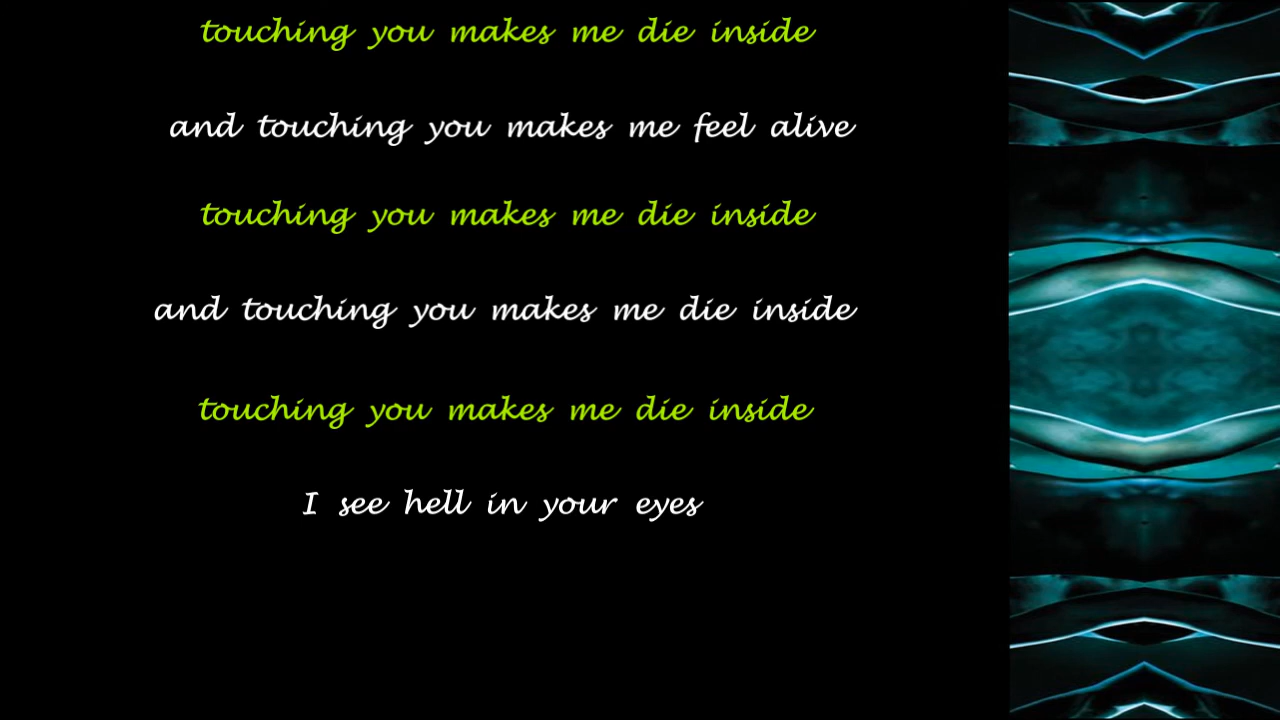 touching you makes me die inside
and touching you makes me feel alive
touching you makes me die inside
and touching you makes me die inside
touching you makes me die inside
I see hell in your eyes